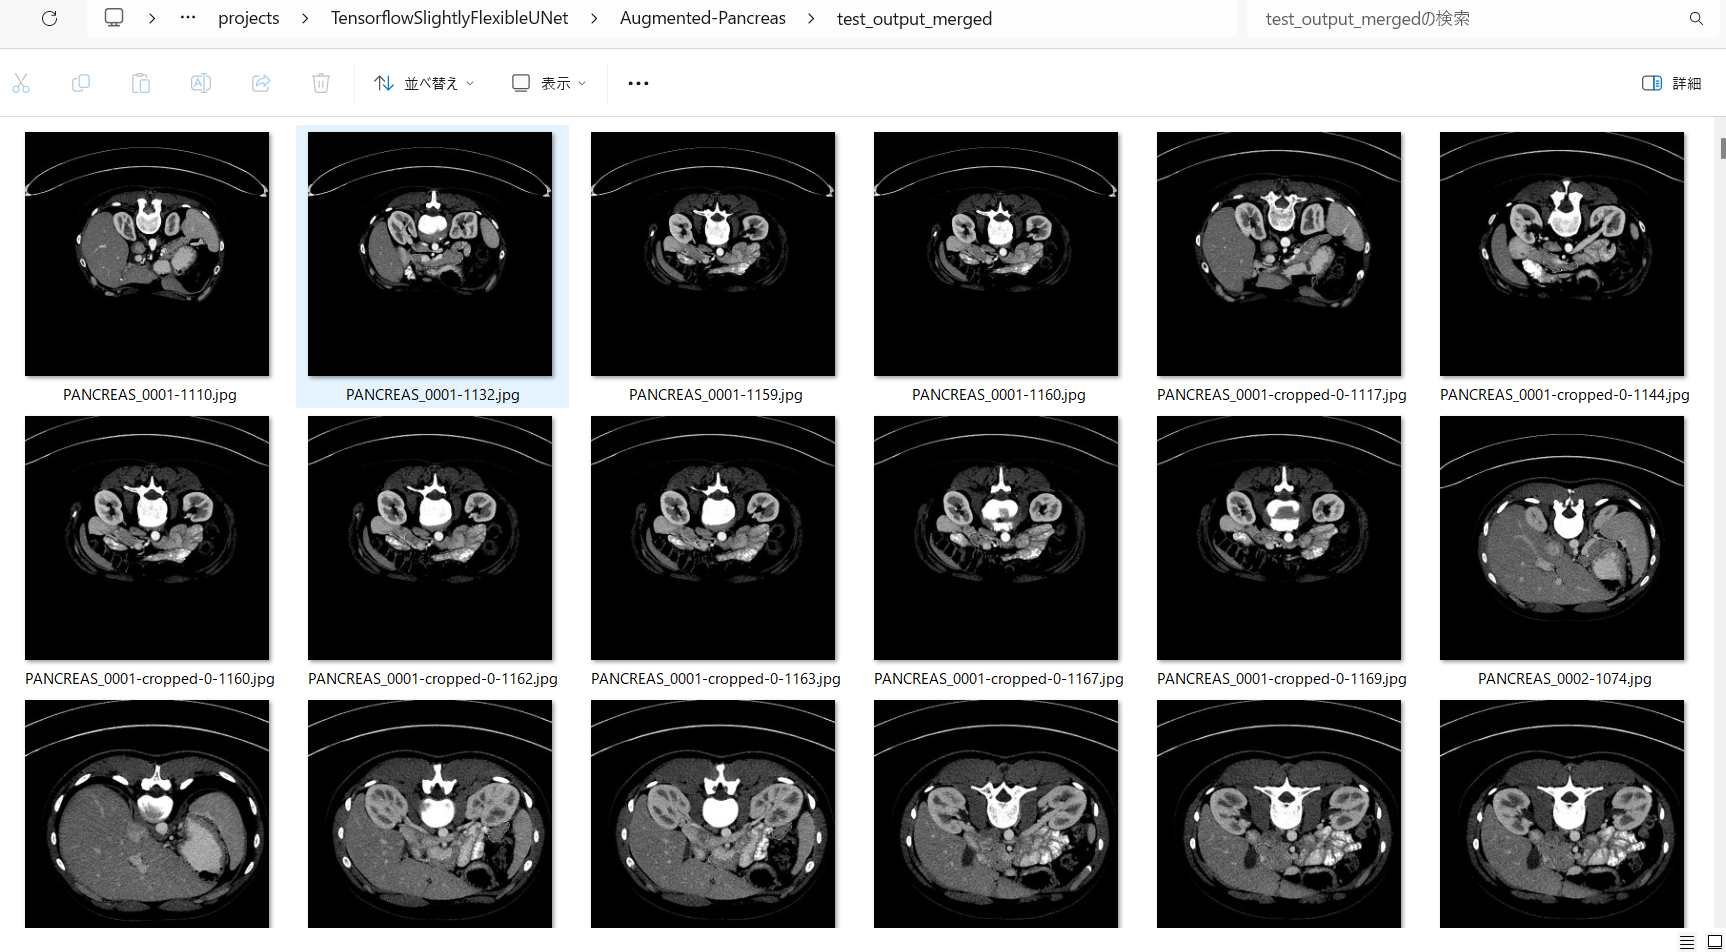 projects > TensorflowSlightlyFlexibleUNet > Augmented-Pancreas > test_output_merged
test_output_mergedの検索
並べ替え
表示
詳細
PANCREAS_0001-1110.jpg
PANCREAS_0001-1132.jpg
PANCREAS_0001-1159.jpg
PANCREAS_0001-1160.jpg
PANCREAS_0001-cropped-0-1117.jpg
PANCREAS_0001-cropped-0-1144.jpg
PANCREAS_0001-cropped-0-1160.jpg
PANCREAS_0001-cropped-0-1162.jpg
PANCREAS_0001-cropped-0-1163.jpg
PANCREAS_0001-cropped-0-1167.jpg
PANCREAS_0001-cropped-0-1169.jpg
PANCREAS_0002-1074.jpg